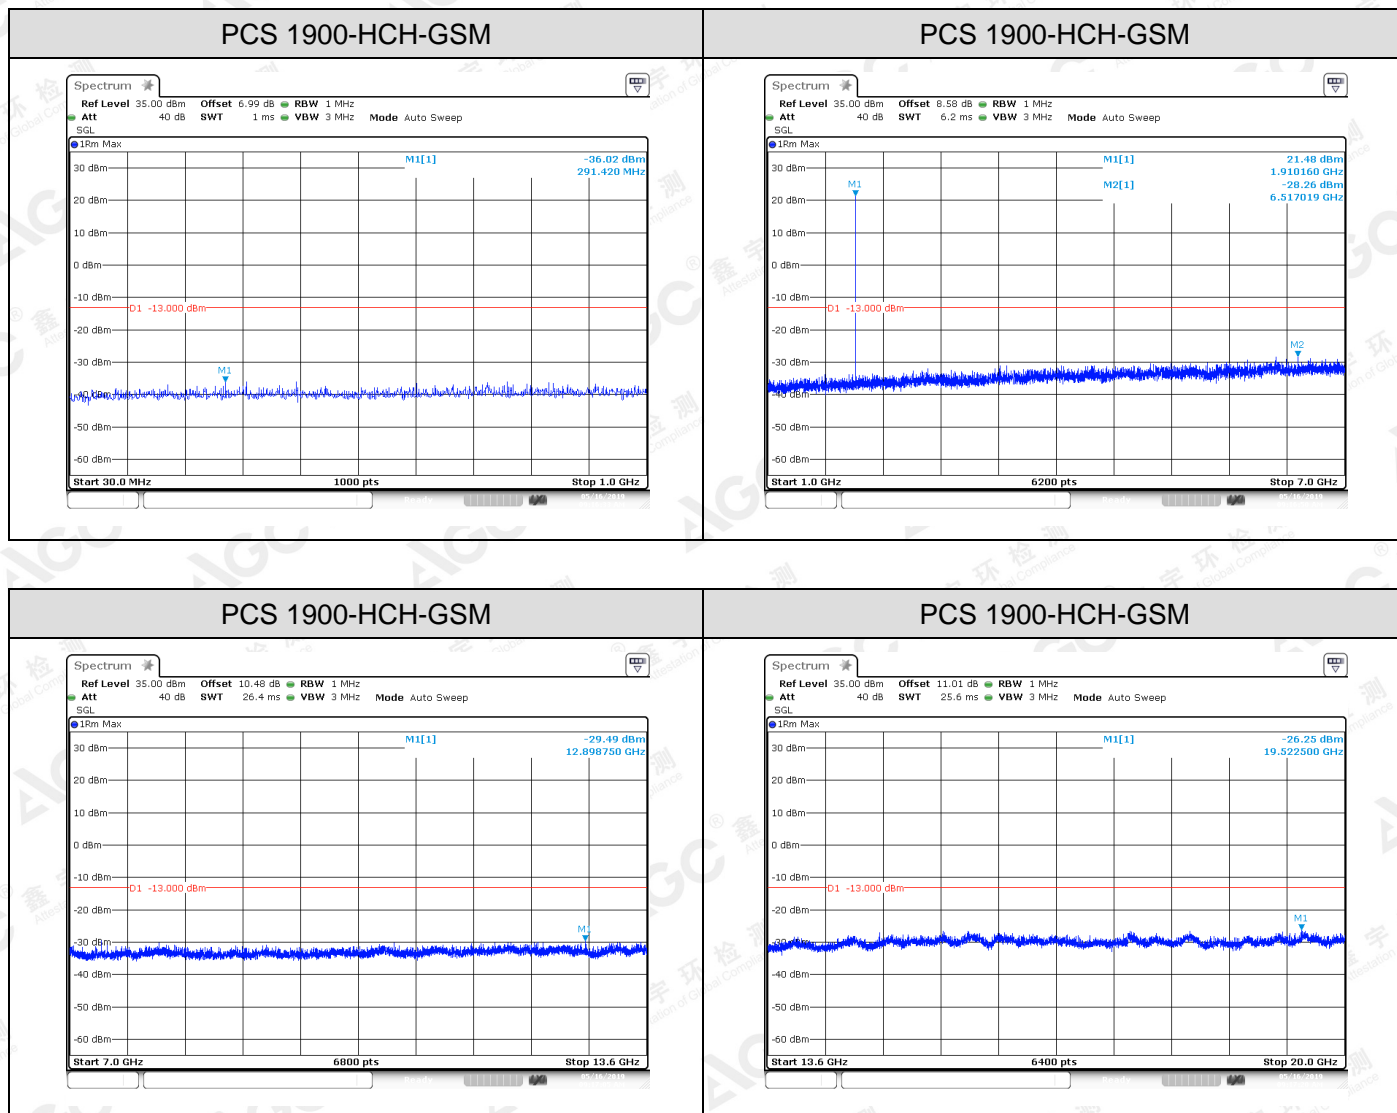 PCS 1900-HCH-GSM
PCS 1900-HCH-GSM
Spectrum
Ref Level 35.00 dBm Offset 6.99 dB RBW 1 MHz
Att 40 dB SWT 1 ms VBW 3 MHz Mode Auto Sweep
SGL
1Rm Max
M1[1] -36.02 dBm
291.420 MHz
30 dBm
20 dBm
10 dBm
0 dBm
-10 dBm
D1 -13.000 dBm
-20 dBm
-30 dBm
M1
-40 dBm
-50 dBm
-60 dBm
Start 30.0 MHz 1000 pts Stop 1.0 GHz
Ready 05/16/2019
Spectrum
Ref Level 35.00 dBm Offset 8.58 dB RBW 1 MHz
Att 40 dB SWT 6.2 ms VBW 3 MHz Mode Auto Sweep
SGL
1Rm Max
M1[1] 21.48 dBm
1.910160 GHz
M2[1] -28.26 dBm
6.517019 GHz
30 dBm
M1
20 dBm
10 dBm
0 dBm
-10 dBm
D1 -13.000 dBm
-20 dBm
M2
-30 dBm
-40 dBm
-50 dBm
-60 dBm
Start 1.0 GHz 6200 pts Stop 7.0 GHz
Ready 05/16/2019
PCS 1900-HCH-GSM
PCS 1900-HCH-GSM
Spectrum
Ref Level 35.00 dBm Offset 10.48 dB RBW 1 MHz
Att 40 dB SWT 26.4 ms VBW 3 MHz Mode Auto Sweep
SGL
1Rm Max
M1[1] -29.49 dBm
12.898750 GHz
30 dBm
20 dBm
10 dBm
0 dBm
-10 dBm
D1 -13.000 dBm
-20 dBm
M1
-30 dBm
-40 dBm
-50 dBm
-60 dBm
Start 7.0 GHz 6800 pts Stop 13.6 GHz
Ready 05/16/2019
Spectrum
Ref Level 35.00 dBm Offset 11.01 dB RBW 1 MHz
Att 40 dB SWT 25.6 ms VBW 3 MHz Mode Auto Sweep
SGL
1Rm Max
M1[1] -26.25 dBm
19.522500 GHz
30 dBm
20 dBm
10 dBm
0 dBm
-10 dBm
D1 -13.000 dBm
-20 dBm
M1
-30 dBm
-40 dBm
-50 dBm
-60 dBm
Start 13.6 GHz 6400 pts Stop 20.0 GHz
Ready 05/16/2019